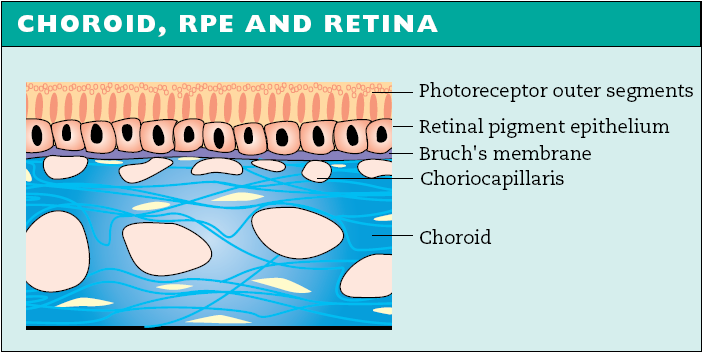 CHOROID, RPE AND RETINA
Photoreceptor outer segments
Retinal pigment epithelium
Bruch's membrane
Choriocapillaris
Choroid